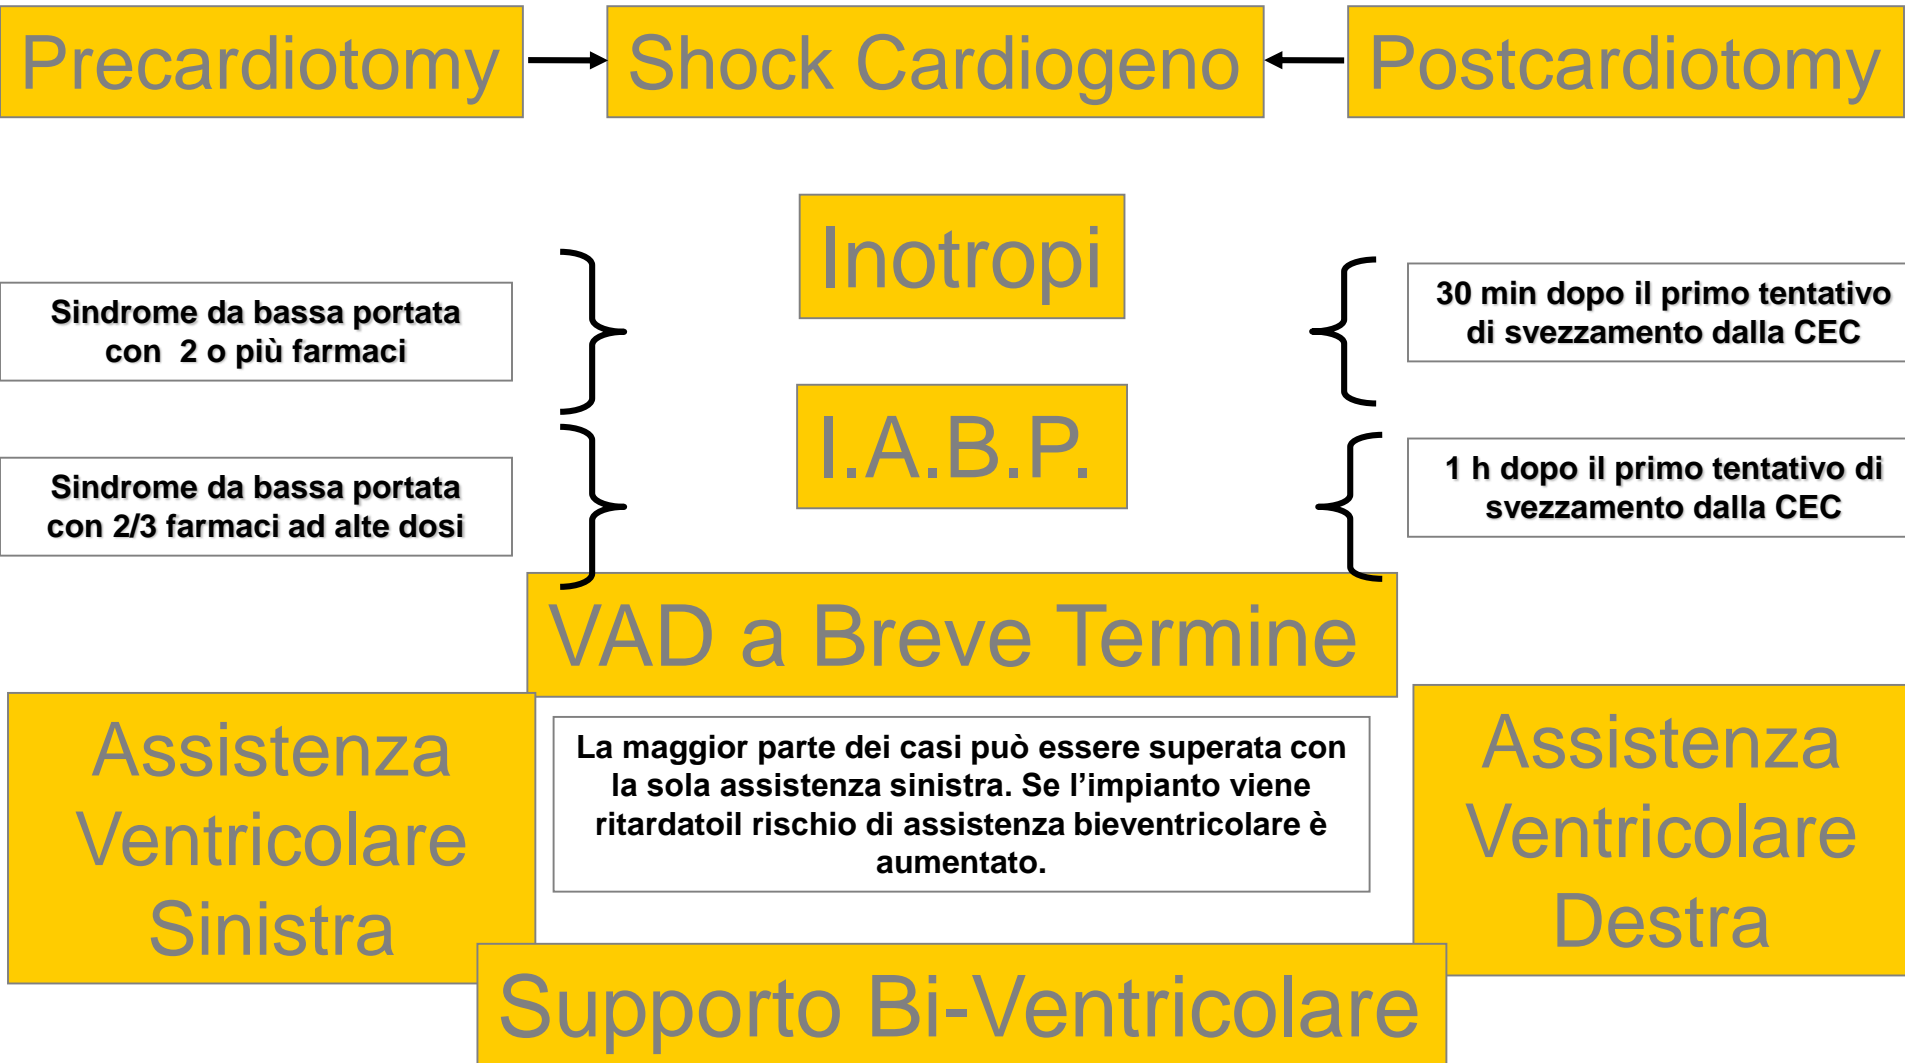 Precardiotomy
Shock Cardiogeno
Postcardiotomy
Inotropi
Sindrome da bassa portata
con 2 o più farmaci
30 min dopo il primo tentativo
di svezzamento dalla CEC
I.A.B.P.
Sindrome da bassa portata
con 2/3 farmaci ad alte dosi
1 h dopo il primo tentativo di
svezzamento dalla CEC
VAD a Breve Termine
Assistenza
Ventricolare
Sinistra
La maggior parte dei casi può essere superata con
la sola assistenza sinistra. Se l’impianto viene
ritardatoil rischio di assistenza bieventricolare è
aumentato.
Assistenza
Ventricolare
Destra
Supporto Bi-Ventricolare